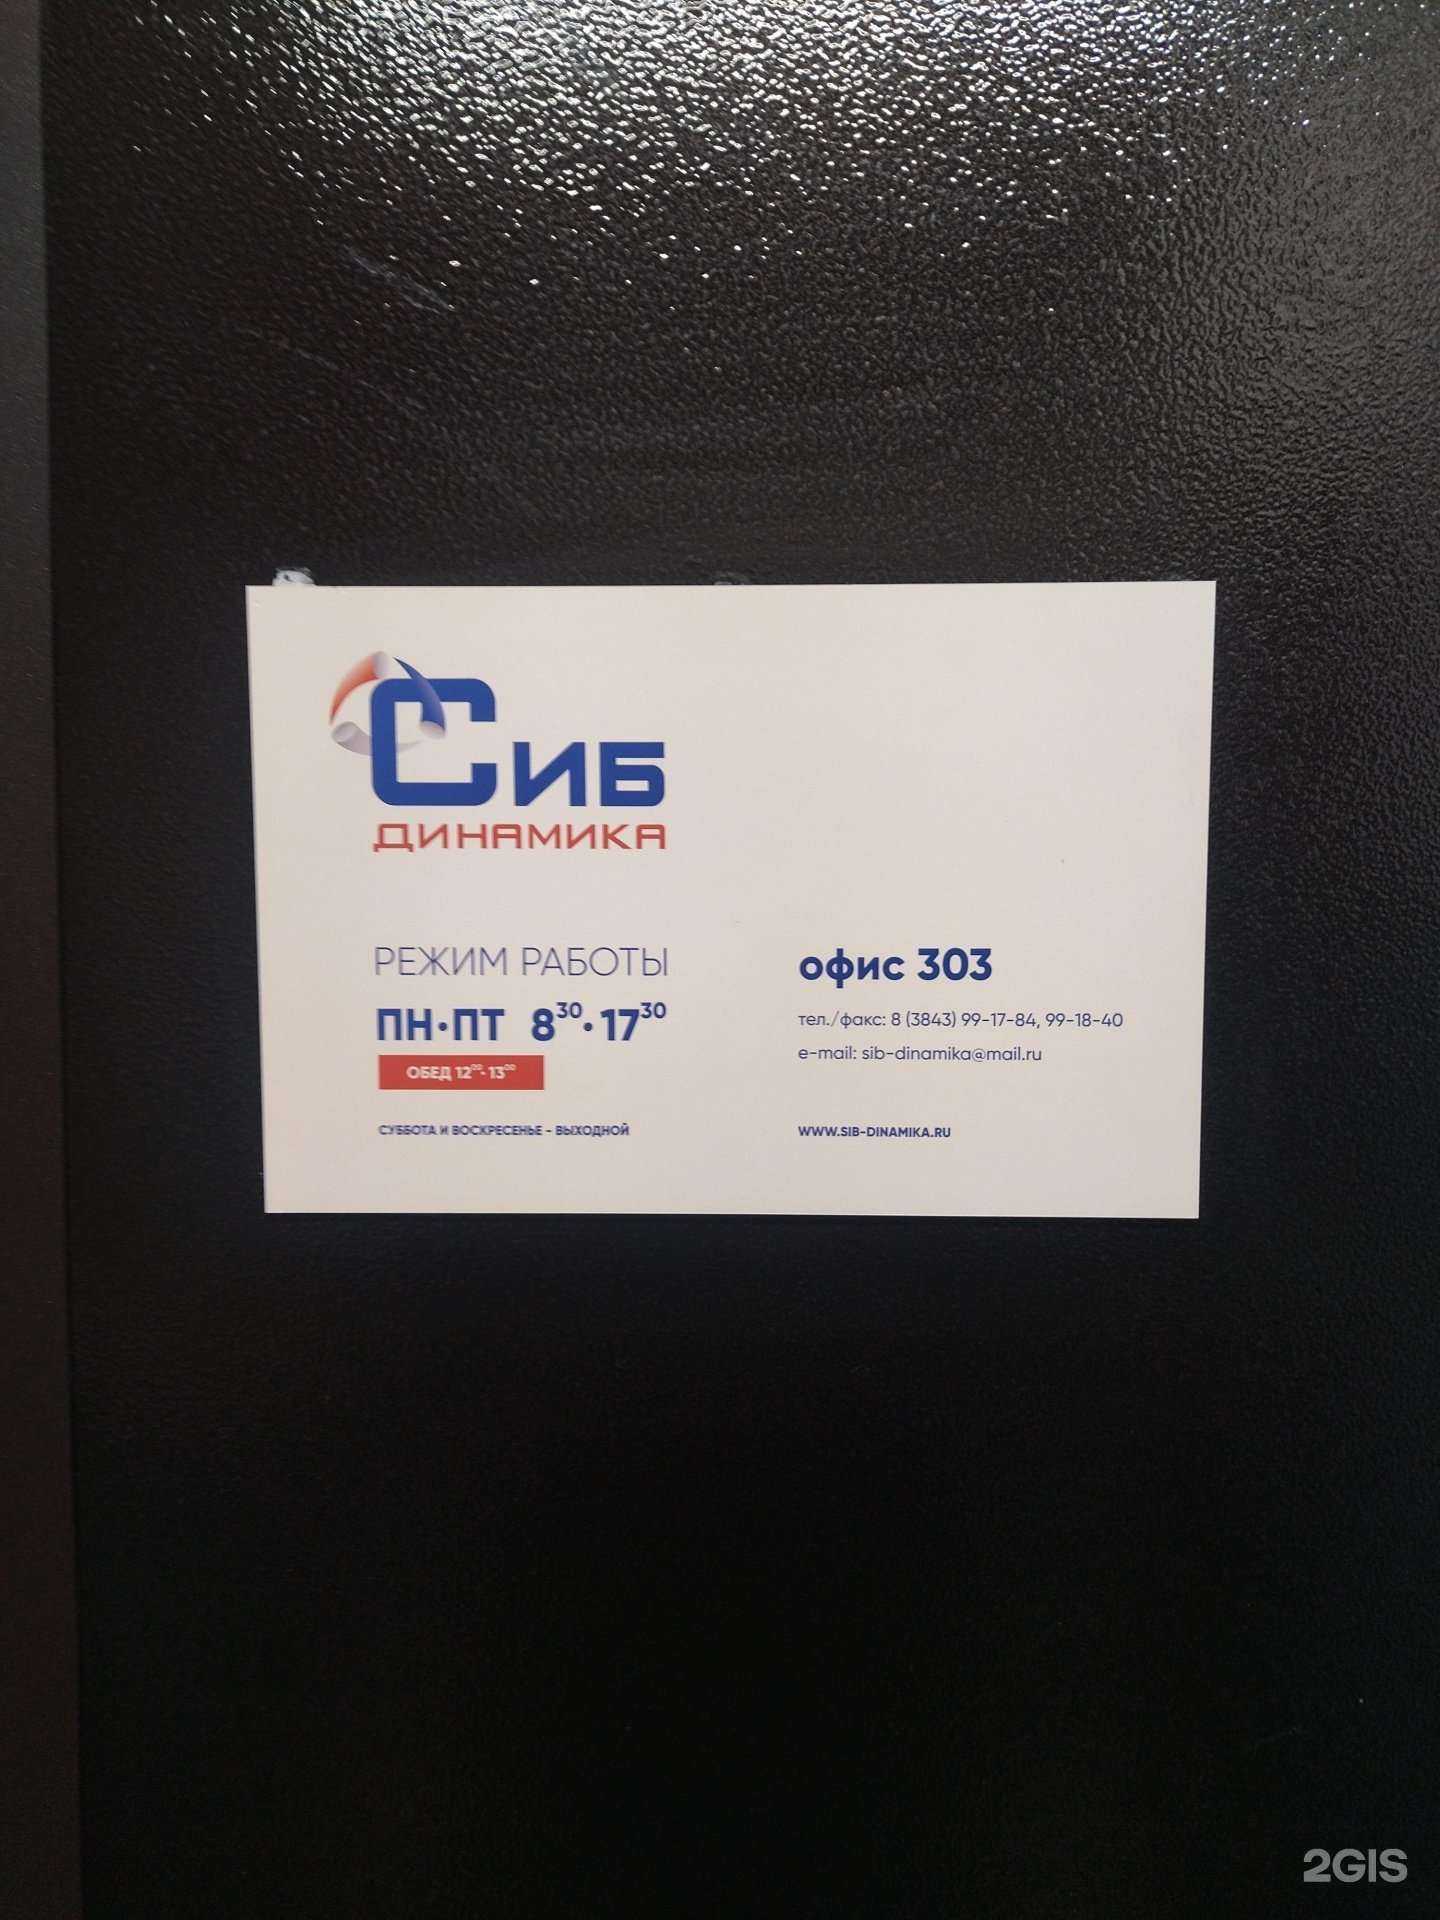 Сиб
ДИНАМИКА
РЕЖИМ РАБОТЫ
ПН•ПТ 8³⁰•17³⁰
ОБЕД 12⁰⁰•13⁰⁰
СУББОТА И ВОСКРЕСЕНЬЕ - ВЫХОДНОЙ
офис 303
тел./факс: 8 (3843) 99-17-84, 99-18-40
e-mail: sib-dinamika@mail.ru
WWW.SIB-DINAMIKA.RU
2GIS